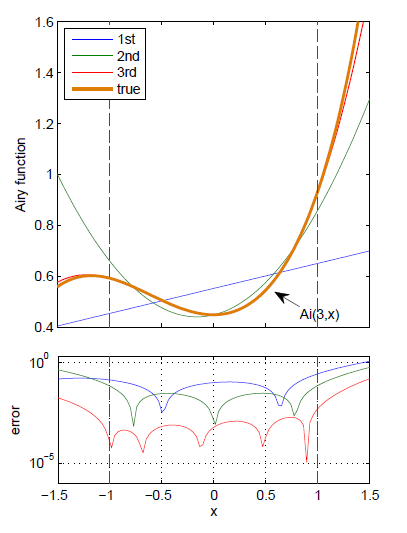 1.6
1.4
1.2
1
0.8
0.6
0.4
Airy function
1st
2nd
3rd
true
Ai(3,x)
10^0
10^-5
error
−1.5 −1 −0.5 0 0.5 1 1.5
x